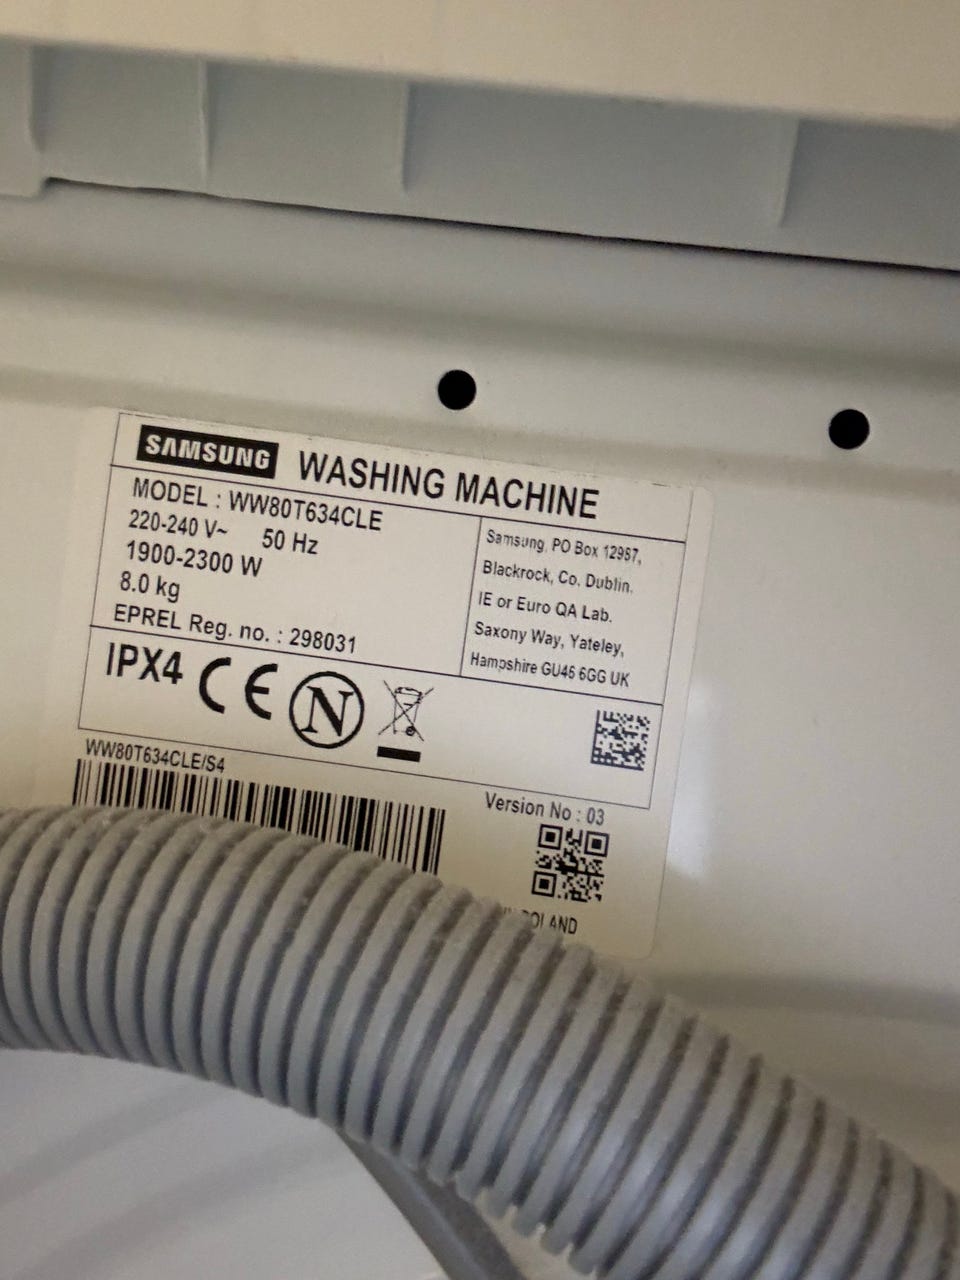 SAMSUNG WASHING MACHINE
MODEL : WW80T634CLE
220-240 V~ 50 Hz
1900-2300 W
8.0 kg
EPREL Reg. no. : 298031
Samsung, PO Box 12987,
Blackrock, Co. Dublin.
IE or Euro QA Lab.
Saxony Way, Yateley,
Hampshire GU46 6GG UK
IPX4 CE N
WW80T634CLE/S4
Version No : 03
POLAND